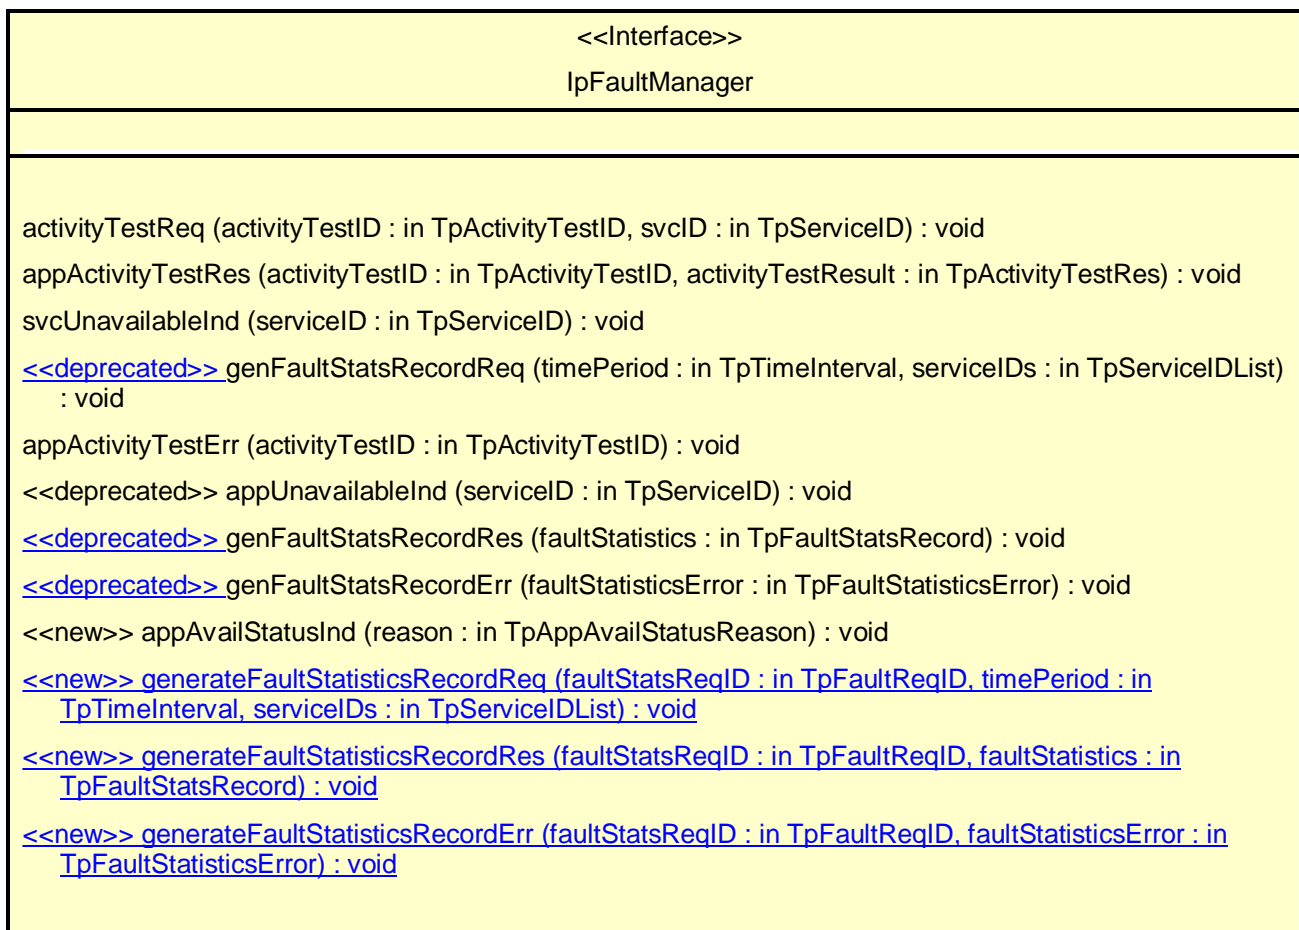 <<Interface>>
IpFaultManager
activityTestReq (activityTestID : in TpActivityTestID, svcID : in TpServiceID) : void
appActivityTestRes (activityTestID : in TpActivityTestID, activityTestResult : in TpActivityTestRes) : void
svcUnavailableInd (serviceID : in TpServiceID) : void
<<deprecated>> genFaultStatsRecordReq (timePeriod : in TpTimeInterval, serviceIDs : in TpServiceIDList)
: void
appActivityTestErr (activityTestID : in TpActivityTestID) : void
<<deprecated>> appUnavailableInd (serviceID : in TpServiceID) : void
<<deprecated>> genFaultStatsRecordRes (faultStatistics : in TpFaultStatsRecord) : void
<<deprecated>> genFaultStatsRecordErr (faultStatisticsError : in TpFaultStatisticsError) : void
<<new>> appAvailStatusInd (reason : in TpAppAvailStatusReason) : void
<<new>> generateFaultStatisticsRecordReq (faultStatsReqID : in TpFaultReqID, timePeriod : in
TpTimeInterval, serviceIDs : in TpServiceIDList) : void
<<new>> generateFaultStatisticsRecordRes (faultStatsReqID : in TpFaultReqID, faultStatistics : in
TpFaultStatsRecord) : void
<<new>> generateFaultStatisticsRecordErr (faultStatsReqID : in TpFaultReqID, faultStatisticsError : in
TpFaultStatisticsError) : void